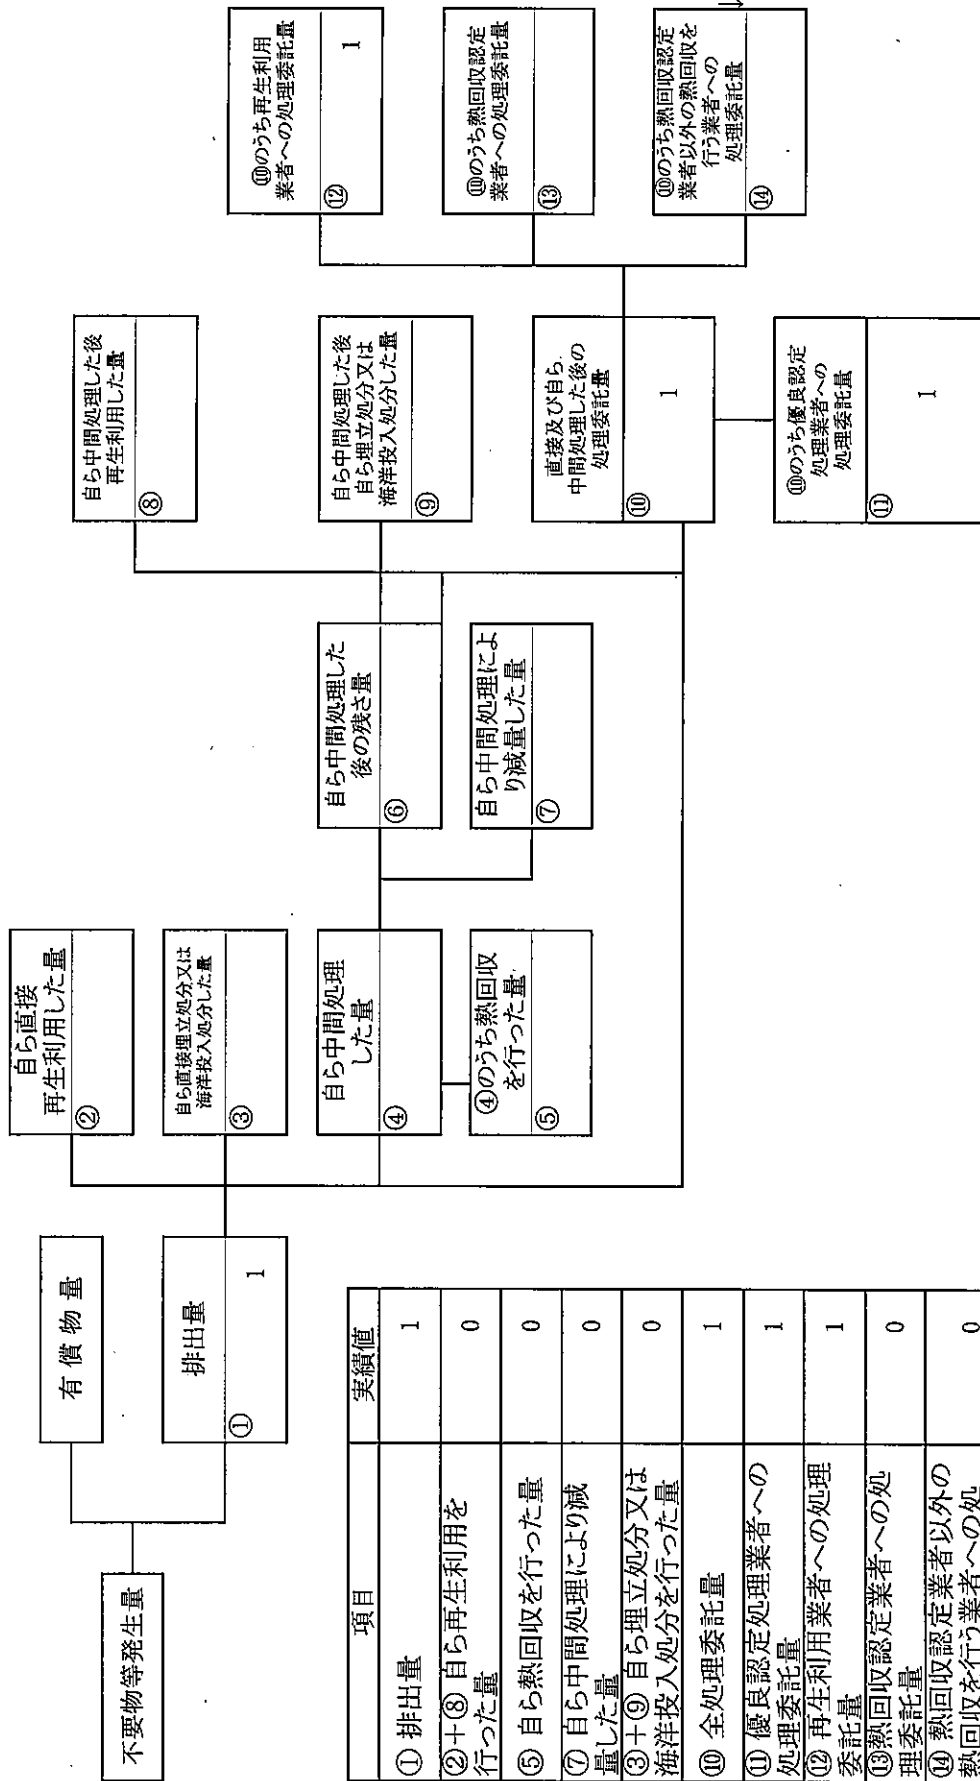 不要物等発生量
有償物量
排出量
①
1
自ら直接
再生利用した量
②
自ら直接埋立処分又は
海洋投入処分した量
③
自ら中間処理
した量
④
④のうち熱回収
を行った量
⑤
自ら中間処理した
後の残さ量
⑥
自ら中間処理によ
り減量した量
⑦
自ら中間処理した後
再生利用した量
⑧
自ら中間処理した後
自ら埋立処分又は
海洋投入処分した量
⑨
直接及び自ら
中間処理した後の
処理委託量
⑩
1
⑩のうち優良認定
処理業者への
処理委託量
⑪
1
⑩のうち再生利用
業者への処理委託量
⑫
1
⑩のうち熱回収認定
業者への処理委託量
⑬
⑩のうち熱回収認定
業者以外の熱回収を
行う業者への
処理委託量
⑭
項目 実績値
① 排出量 1
②+⑧ 自ら再生利用を
行った量 0
⑤ 自ら熱回収を行った量 0
⑦ 自ら中間処理により減
量した量 0
③+⑨ 自ら埋立処分又は
海洋投入処分を行った量 0
⑩ 全処理委託量 1
⑪ 優良認定処理業者への
処理委託量 1
⑫ 再生利用業者への処理
委託量 1
⑬熱回収認定業者への処
理委託量 0
⑭ 熱回収認定業者以外の
熱回収を行う業者への処 0